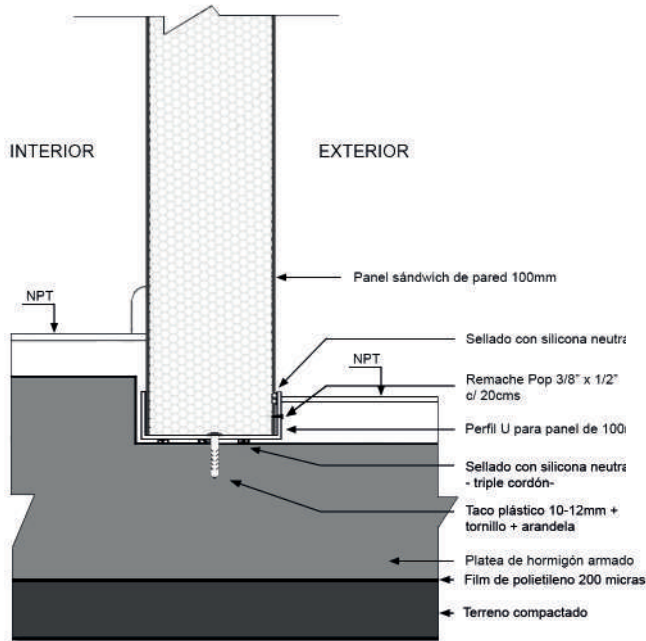 INTERIOR
EXTERIOR
Panel sándwich de pared 100mm
NPT
Sellado con silicona neutra
NPT
Remache Pop 3/8" x 1/2"
c/ 20cms
Perfil U para panel de 100
Sellado con silicona neutra
- triple cordón-
Taco plástico 10-12mm +
tornillo + arandela
Platea de hormigón armado
Film de polietileno 200 micras
Terreno compactado